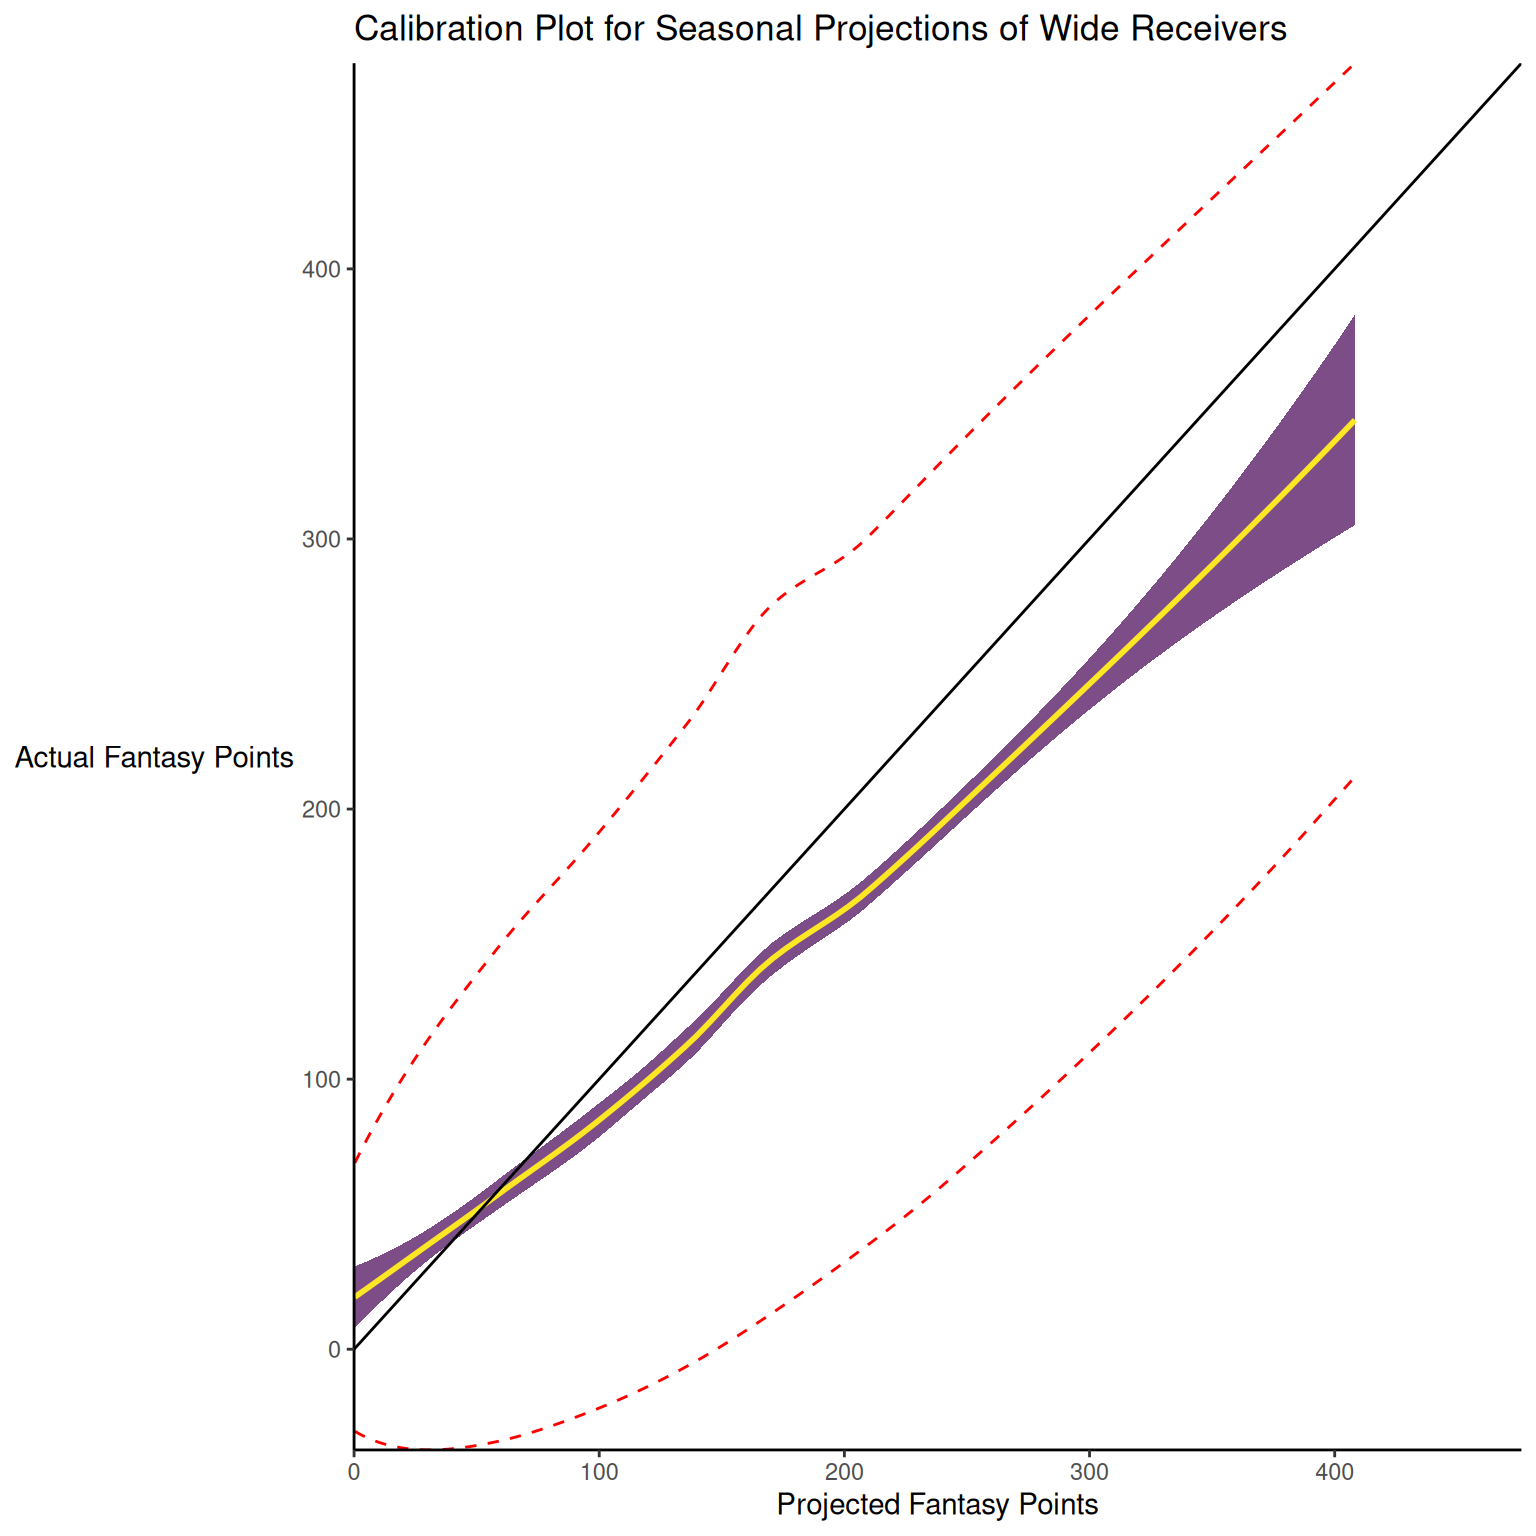 Calibration Plot for Seasonal Projections of Wide Receivers
400
300
200
100
0
Actual Fantasy Points
0 100 200 300 400
Projected Fantasy Points